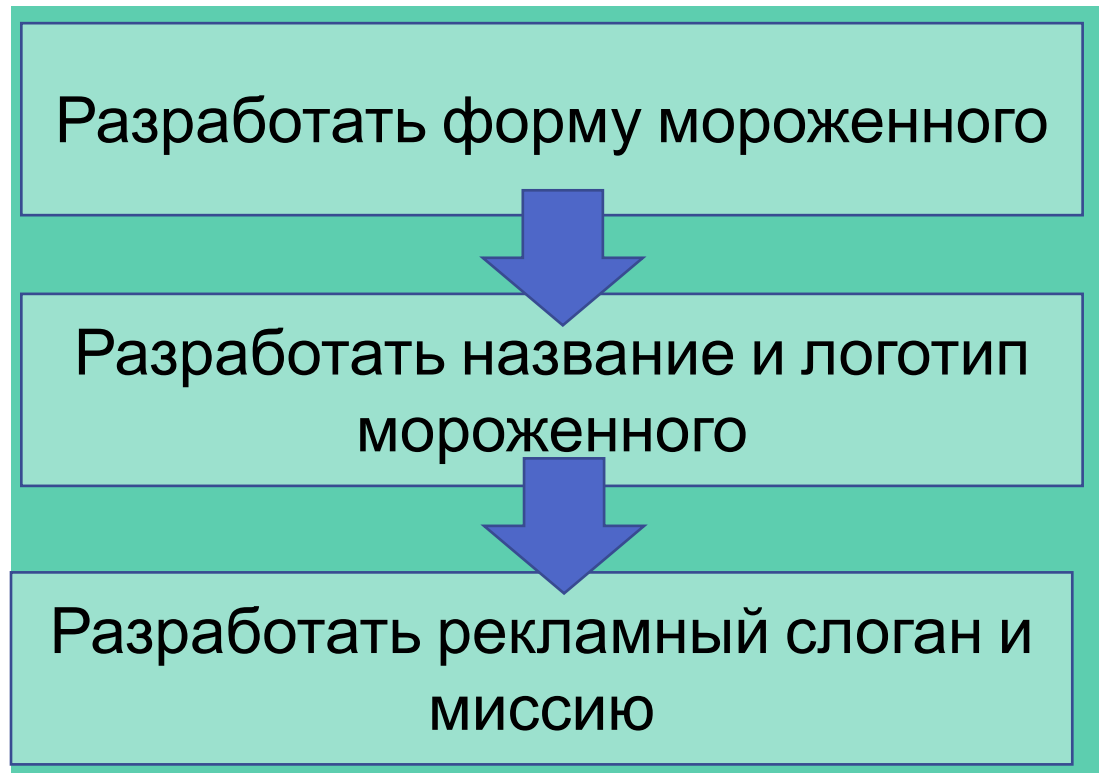 Разработать форму мороженного
Разработать название и логотип
мороженного
Разработать рекламный слоган и
миссию